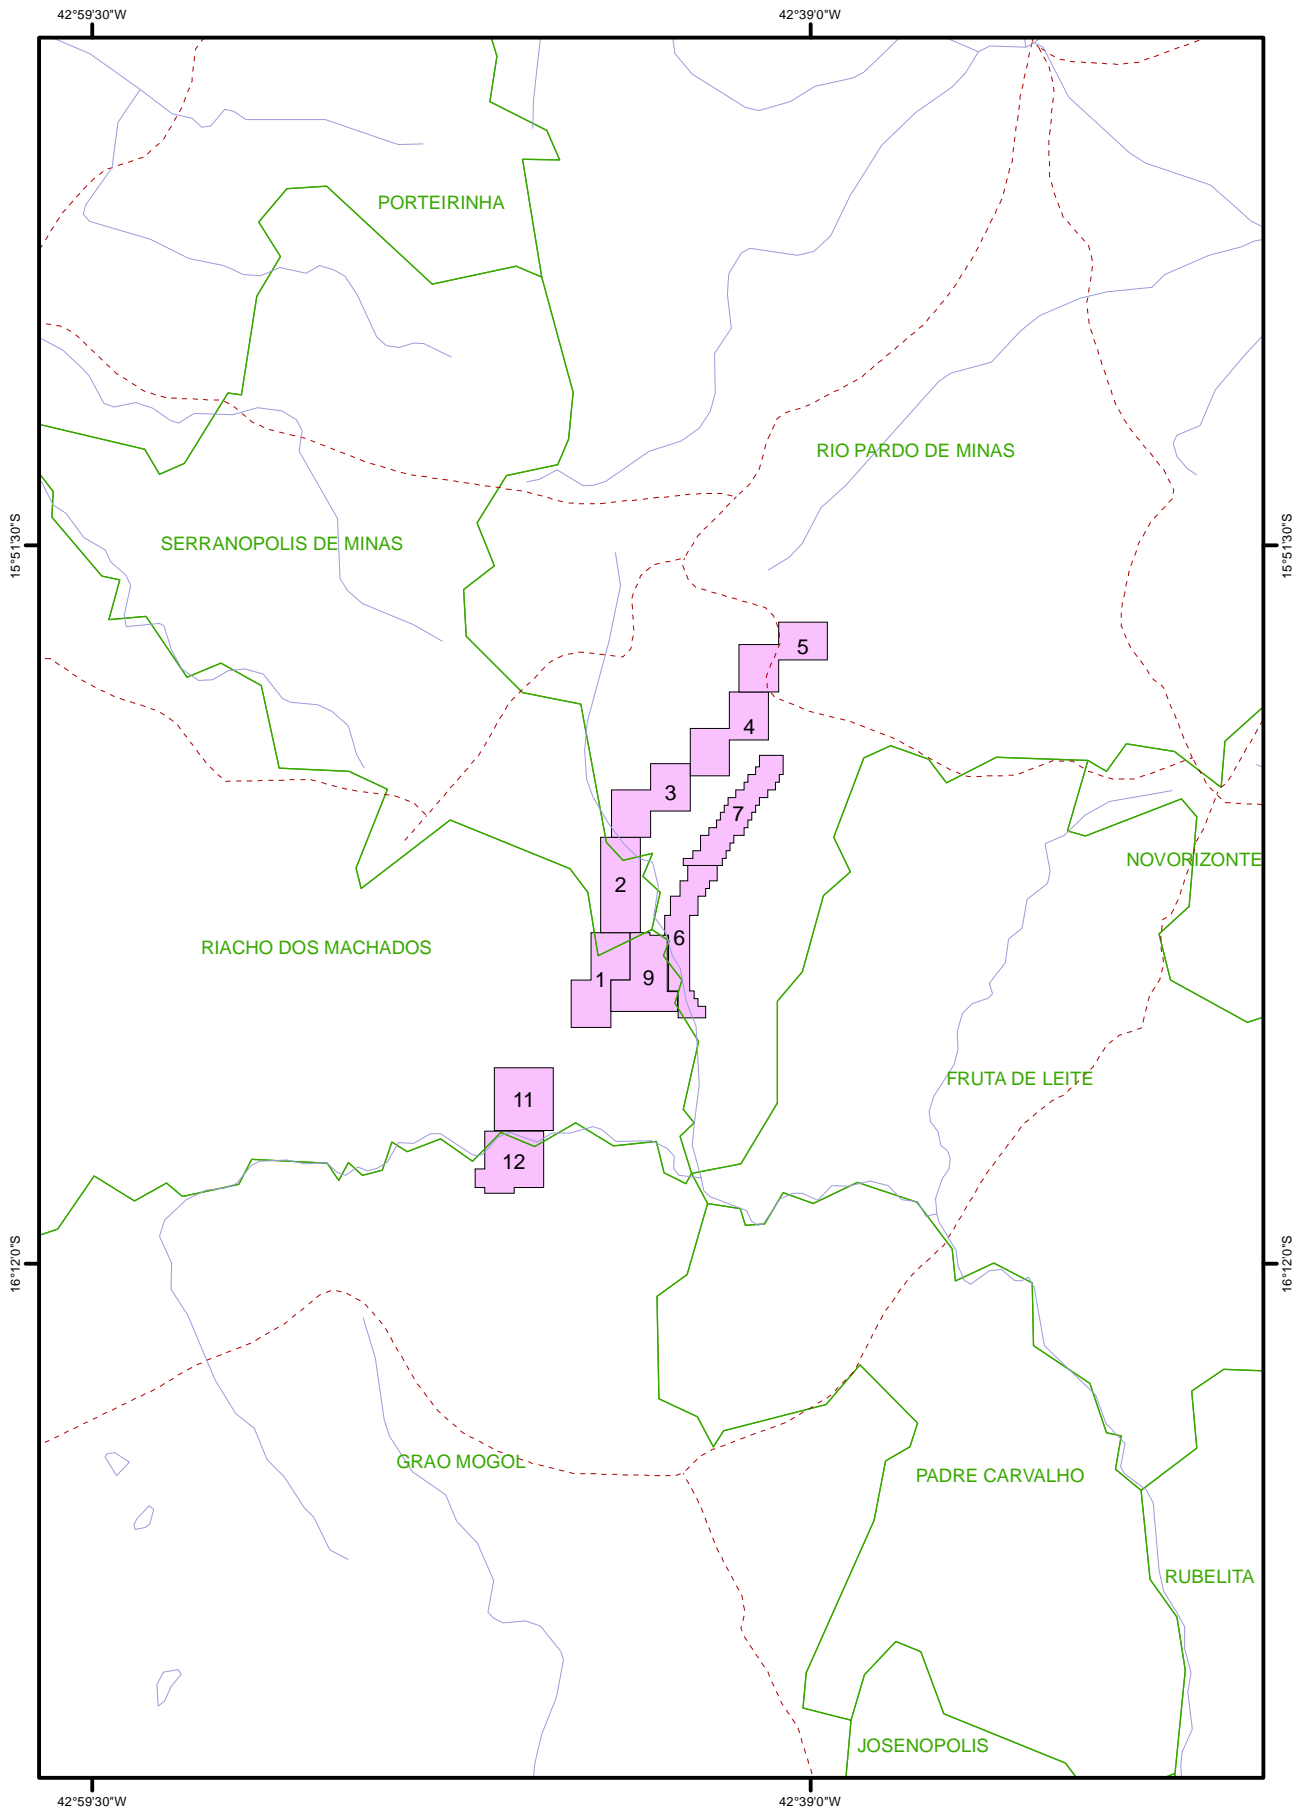 42°59'30"W
42°39'0"W
PORTEIRINHA
RIO PARDO DE MINAS
15°51'30"S
15°51'30"S
SERRANOPOLIS DE MINAS
5
4
3
7
NOVORIZONTE
2
6
RIACHO DOS MACHADOS
1
9
FRUTA DE LEITE
11
12
16°12'0"S
16°12'0"S
GRAO MOGOL
PADRE CARVALHO
RUBELITA
JOSENOPOLIS
42°59'30"W
42°39'0"W